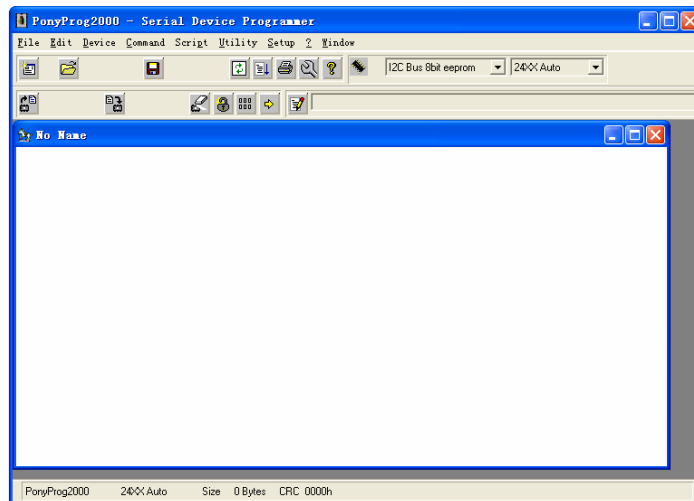 PonyProg2000 - Serial Device Programmer
File Edit Device Command Script Utility Setup ? Window
I2C Bus 8bit eeprom 24XX Auto
No Name
PonyProg2000 24XX Auto Size 0 Bytes CRC 0000h